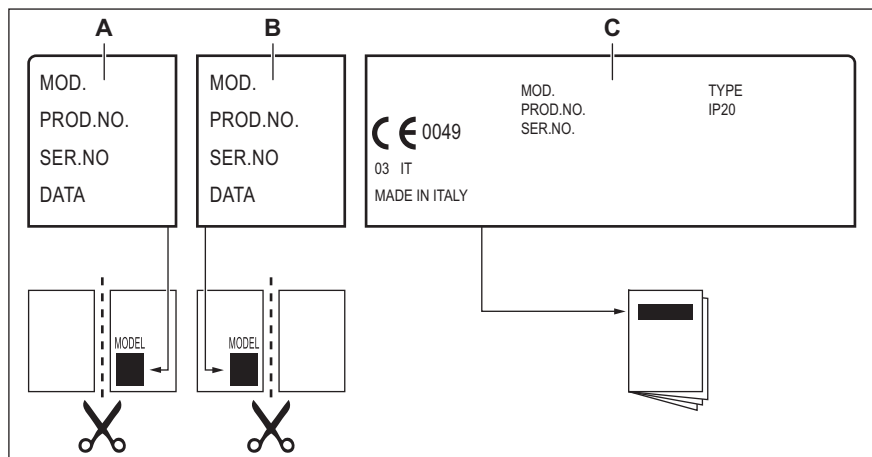 A
B
C
MOD.
PROD.NO.
SER.NO
DATA
MOD.
PROD.NO.
SER.NO
DATA
MOD.
PROD.NO.
SER.NO.
TYPE
IP20
CE 0049
03 IT
MADE IN ITALY
MODEL
MODEL